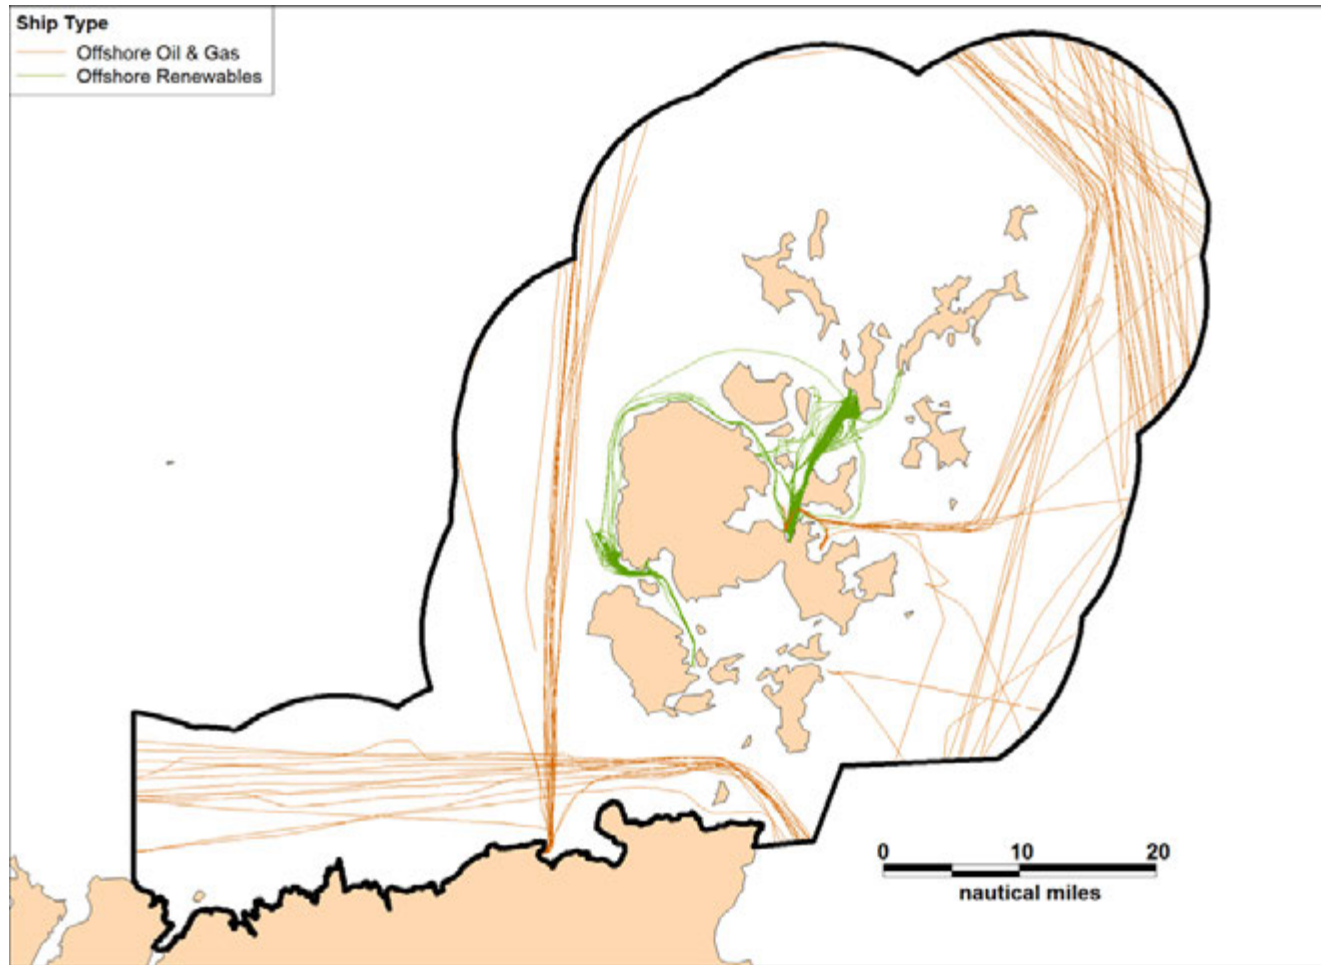 Ship Type
Offshore Oil & Gas
Offshore Renewables
0 10 20
nautical miles